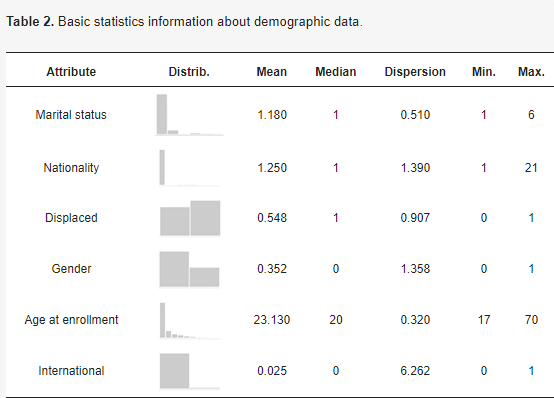 Table 2. Basic statistics information about demographic data.
Attribute Distrib. Mean Median Dispersion Min. Max.
Marital status 1.180 1 0.510 1 6
Nationality 1.250 1 1.390 1 21
Displaced 0.548 1 0.907 0 1
Gender 0.352 0 1.358 0 1
Age at enrollment 23.130 20 0.320 17 70
International 0.025 0 6.262 0 1